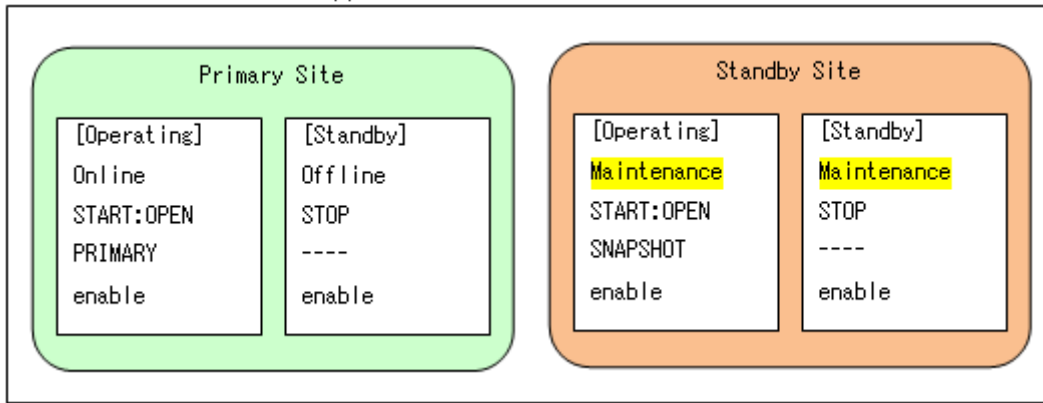 Primary Site
[Operating]
Online
START:OPEN
PRIMARY
enable
[Standby]
Offline
STOP
----
enable
Standby Site
[Operating]
Maintenance
START:OPEN
SNAPSHOT
enable
[Standby]
Maintenance
STOP
----
enable